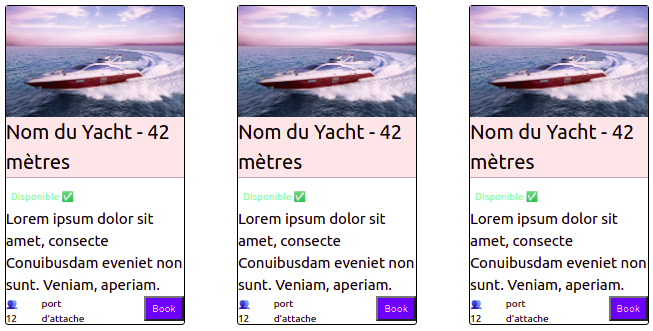 Nom du Yacht - 42
mètres
Disponible ✅
Lorem ipsum dolor sit
amet, consecte
Conuibusdam eveniet non
sunt. Veniam, aperiam.
👥 port
12 d'attache
Book
Nom du Yacht - 42
mètres
Disponible ✅
Lorem ipsum dolor sit
amet, consecte
Conuibusdam eveniet non
sunt. Veniam, aperiam.
👥 port
12 d'attache
Book
Nom du Yacht - 42
mètres
Disponible ✅
Lorem ipsum dolor sit
amet, consecte
Conuibusdam eveniet non
sunt. Veniam, aperiam.
👥 port
12 d'attache
Book